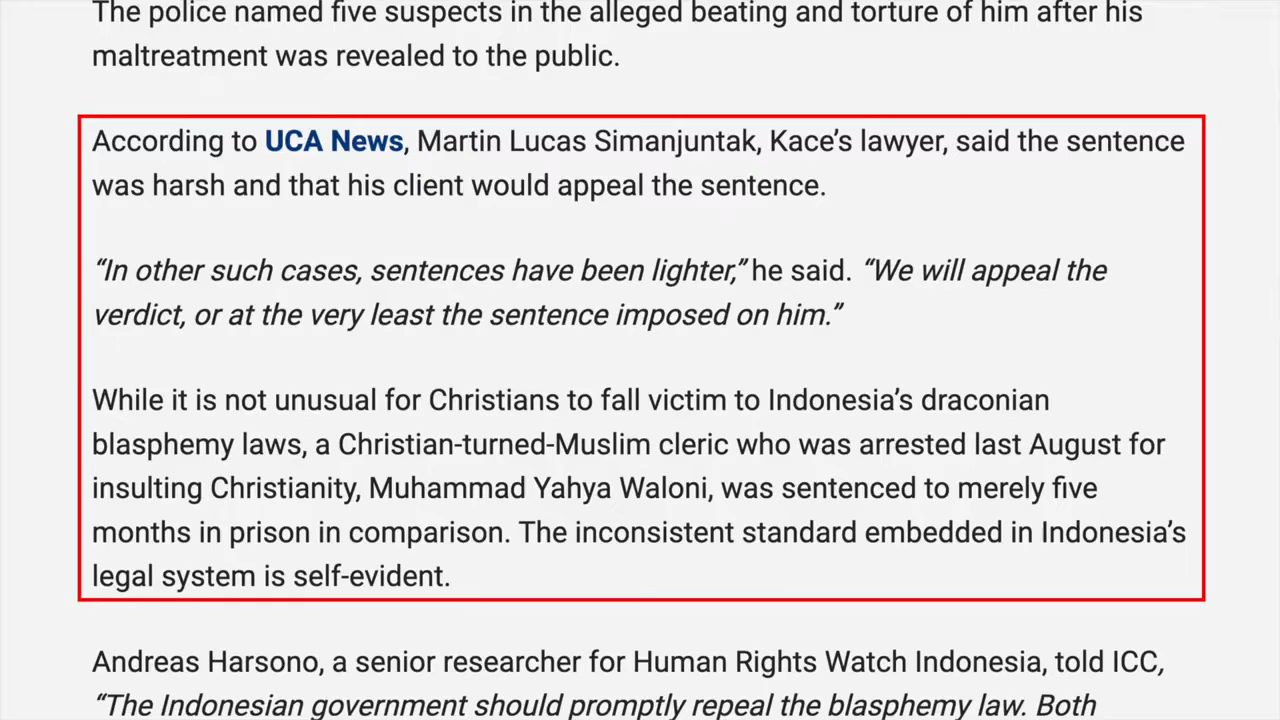 The police named five suspects in the alleged beating and torture of him after his
maltreatment was revealed to the public.
According to UCA News, Martin Lucas Simanjuntak, Kace’s lawyer, said the sentence
was harsh and that his client would appeal the sentence.
“In other such cases, sentences have been lighter,” he said. “We will appeal the
verdict, or at the very least the sentence imposed on him.”
While it is not unusual for Christians to fall victim to Indonesia’s draconian
blasphemy laws, a Christian-turned-Muslim cleric who was arrested last August for
insulting Christianity, Muhammad Yahya Waloni, was sentenced to merely five
months in prison in comparison. The inconsistent standard embedded in Indonesia’s
legal system is self-evident.
Andreas Harsono, a senior researcher for Human Rights Watch Indonesia, told ICC,
“The Indonesian government should promptly repeal the blasphemy law. Both